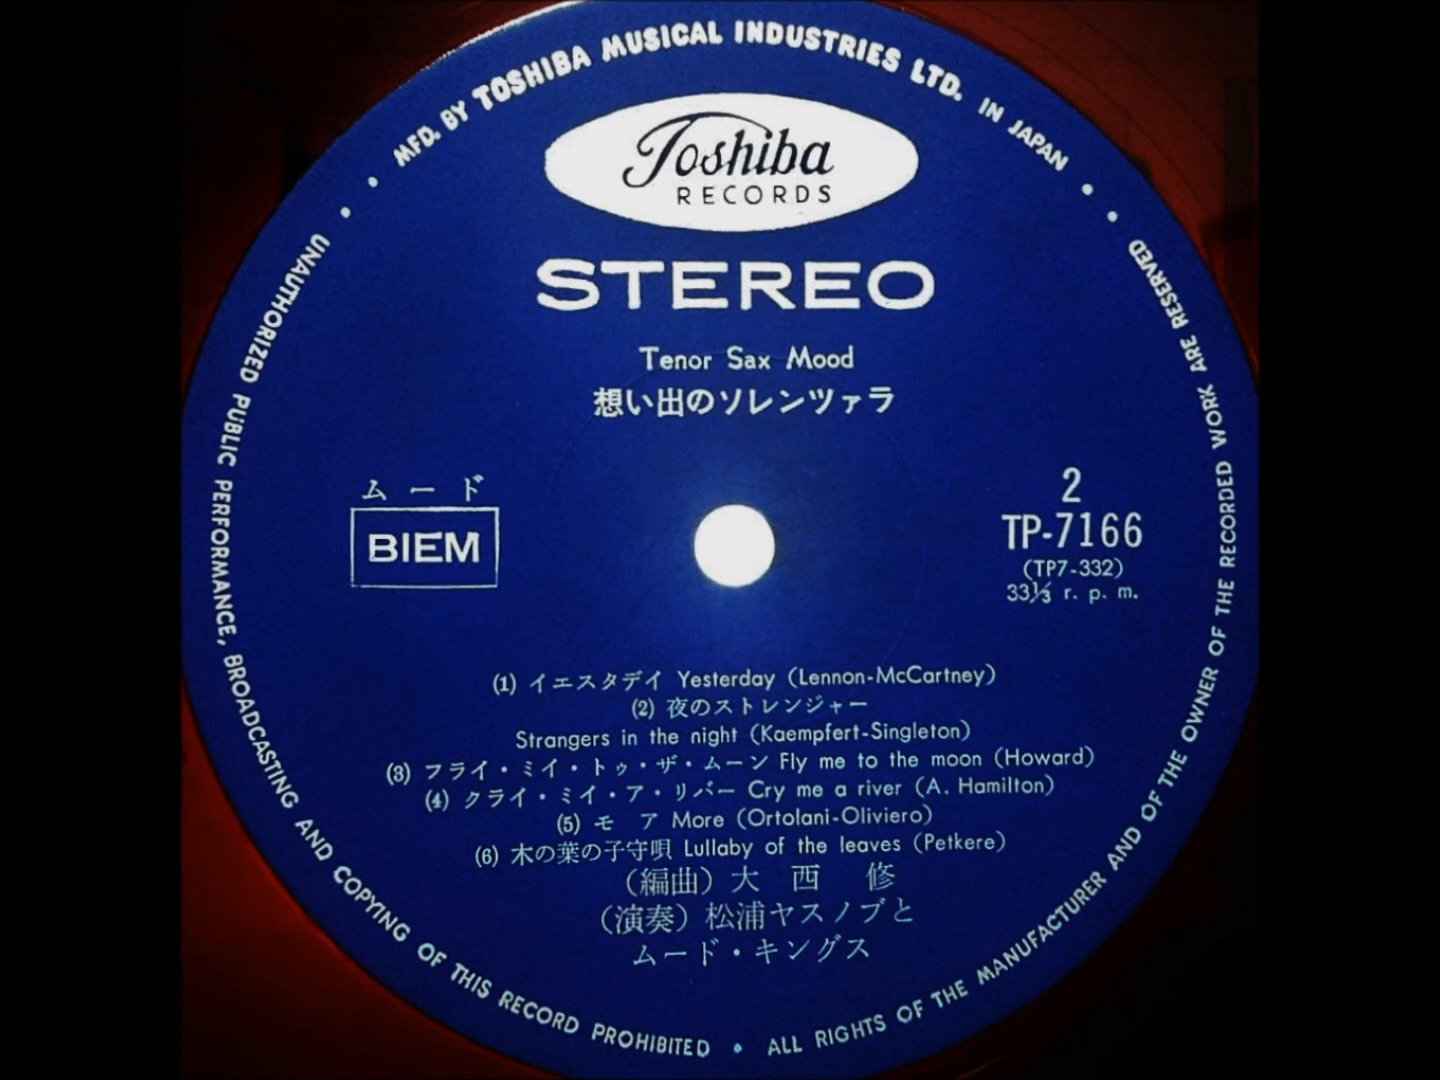 MFD. BY TOSHIBA MUSICAL INDUSTRIES LTD. IN JAPAN
Toshiba
RECORDS
STEREO
Tenor Sax Mood
想い出のソレンツァラ
ムード
BIEM
2
TP-7166
(TP7-332)
33⅓ r. p. m.
(1) イエスタデイ Yesterday (Lennon-McCartney)
(2) 夜のストレンジャー
Strangers in the night (Kaempfert-Singleton)
(3) フライ・ミイ・トゥ・ザ・ムーン Fly me to the moon (Howard)
(4) クライ・ミイ・ア・リバー Cry me a river (A. Hamilton)
(5) モ ア More (Ortolani-Oliviero)
(6) 木の葉の子守唄 Lullaby of the leaves (Petkere)
(編曲) 大 西 修
(演奏) 松浦ヤスノブと
ムード・キングス
UNAUTHORIZED PUBLIC PERFORMANCE, BROADCASTING AND COPYING OF THIS RECORD PROHIBITED • ALL RIGHTS OF THE MANUFACTURER AND OF THE OWNER OF THE RECORDED WORK ARE RESERVED